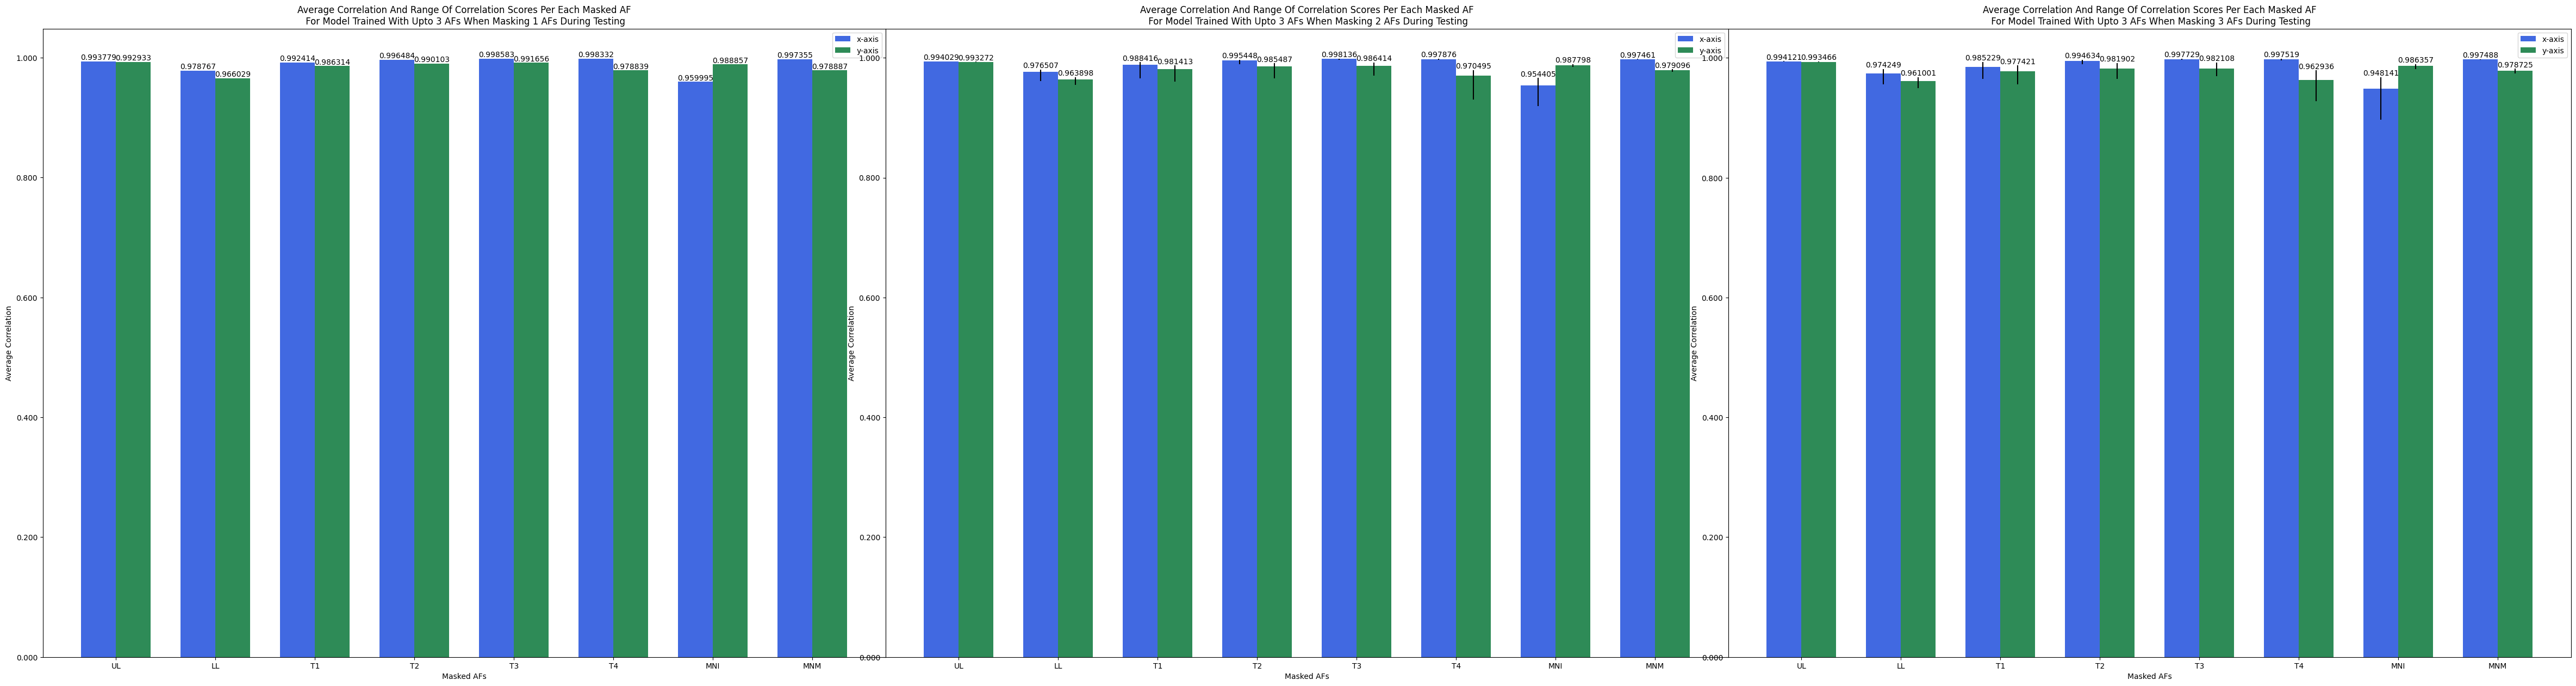 Average Correlation And Range Of Correlation Scores Per Each Masked AF
For Model Trained With Upto 3 AFs When Masking 1 AFs During Testing
x-axis
y-axis
1.000
0.800
0.600
0.400
0.200
0.000
Average Correlation
0.993779 0.992933 0.978767 0.966029 0.992414 0.986314 0.996484 0.990103 0.998583 0.991656 0.998332 0.978839 0.959995 0.988857 0.997355 0.978887
UL LL T1 T2 T3 T4 MNI MNM
Masked AFs
Average Correlation And Range Of Correlation Scores Per Each Masked AF
For Model Trained With Upto 3 AFs When Masking 2 AFs During Testing
x-axis
y-axis
1.000
0.800
0.600
0.400
0.200
0.000
Average Correlation
0.994029 0.993272 0.976507 0.963898 0.988416 0.981413 0.995448 0.985487 0.998136 0.986414 0.997876 0.970495 0.954405 0.987798 0.997461 0.979096
UL LL T1 T2 T3 T4 MNI MNM
Masked AFs
Average Correlation And Range Of Correlation Scores Per Each Masked AF
For Model Trained With Upto 3 AFs When Masking 3 AFs During Testing
x-axis
y-axis
1.000
0.800
0.600
0.400
0.200
0.000
Average Correlation
0.994121 0.993466 0.974249 0.961001 0.985229 0.977421 0.994634 0.981902 0.997729 0.982108 0.997519 0.962936 0.948141 0.986357 0.997488 0.978725
UL LL T1 T2 T3 T4 MNI MNM
Masked AFs